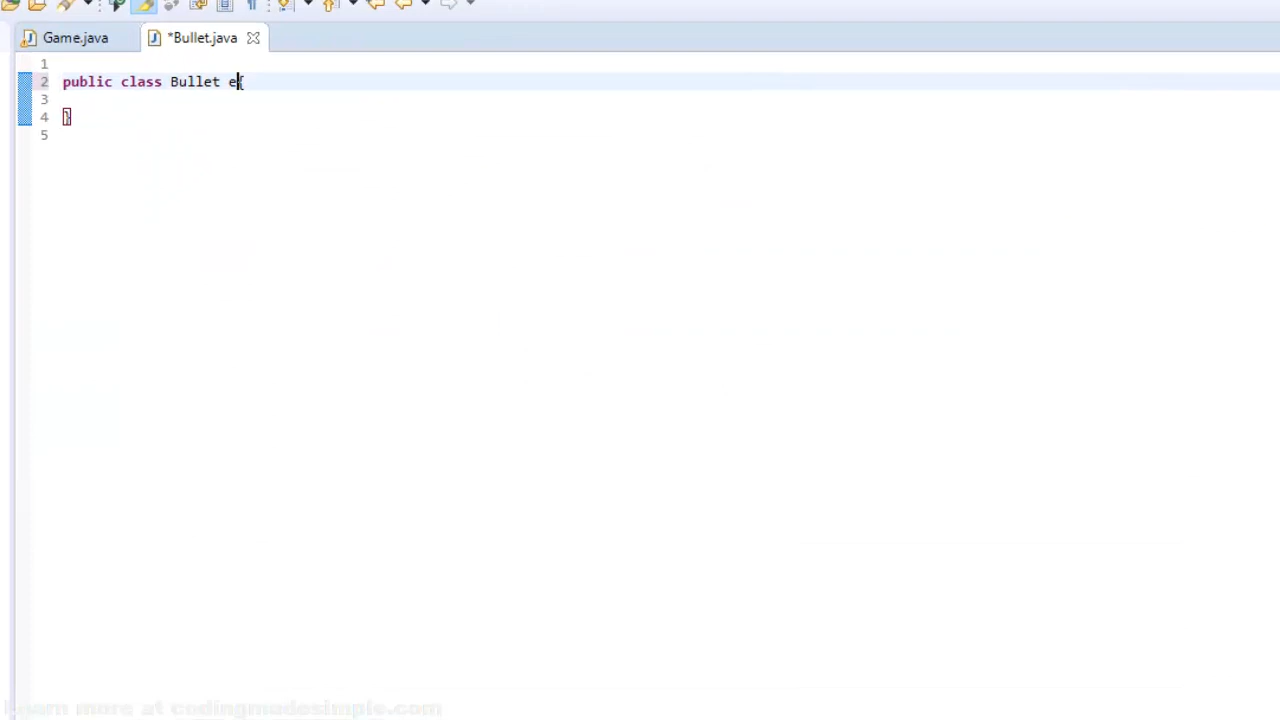 Game.java
*Bullet.java
1
2 public class Bullet e{
3
4 }
5
Learn more at codingmadesimple.com